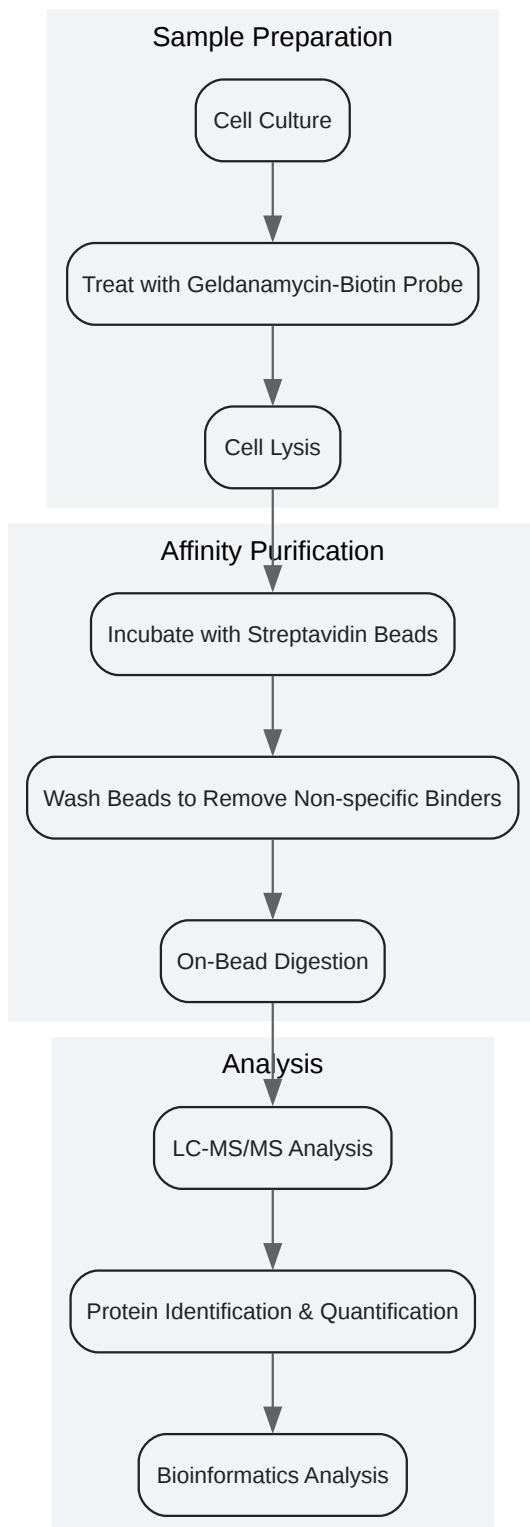 Sample Preparation
Cell Culture
Treat with Geldanamycin-Biotin Probe
Cell Lysis
Affinity Purification
Incubate with Streptavidin Beads
Wash Beads to Remove Non-specific Binders
On-Bead Digestion
Analysis
LC-MS/MS Analysis
Protein Identification & Quantification
Bioinformatics Analysis